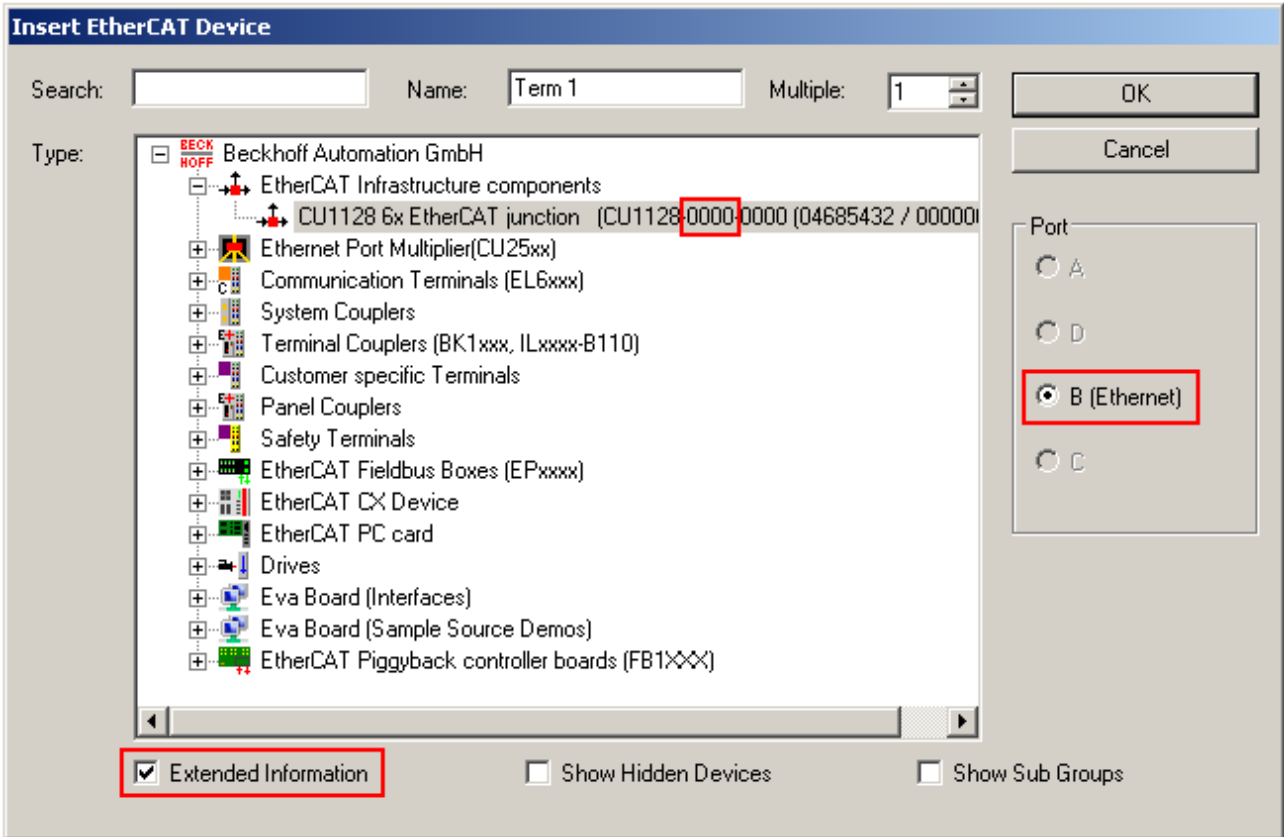 Insert EtherCAT Device
Search: Name: Term 1 Multiple: 1 OK
Cancel
Type: BECK HOFF Beckhoff Automation GmbH
EtherCAT Infrastructure components
CU1128 6x EtherCAT junction (CU1128-0000-0000 (04685432 / 000000
Ethernet Port Multiplier(CU25xx)
Communication Terminals (EL6xxx)
System Couplers
Terminal Couplers (BK1xxx, ILxxxx-B110)
Customer specific Terminals
Panel Couplers
Safety Terminals
EtherCAT Fieldbus Boxes (EPxxxx)
EtherCAT CX Device
EtherCAT PC card
Drives
Eva Board (Interfaces)
Eva Board (Sample Source Demos)
EtherCAT Piggyback controller boards (FB1XXX)
Port
A
D
B (Ethernet)
C
Extended Information Show Hidden Devices Show Sub Groups